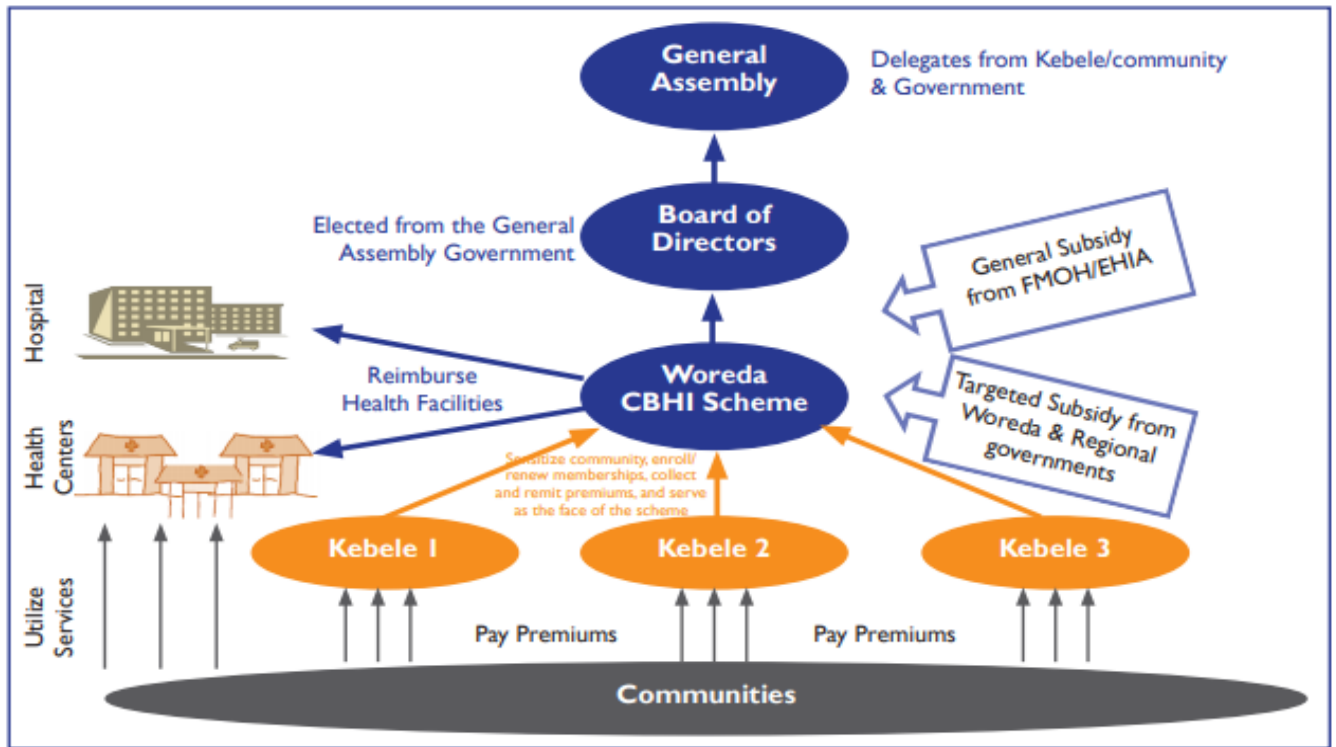 General
Assembly
Delegates from Kebele/community
& Government
Elected from the General
Assembly Government
Board of
Directors
General Subsidy
from FMOH/EHIA
Hospital
Reimburse
Health Facilities
Woreda
CBHI Scheme
Targeted Subsidy from
Woreda & Regional
governments
Health
Centers
Sensitize community, enroll/
renew memberships, collect
and remit premiums, and serve
as the face of the scheme
Kebele 1
Kebele 2
Kebele 3
Utilize
Services
Pay Premiums
Pay Premiums
Communities